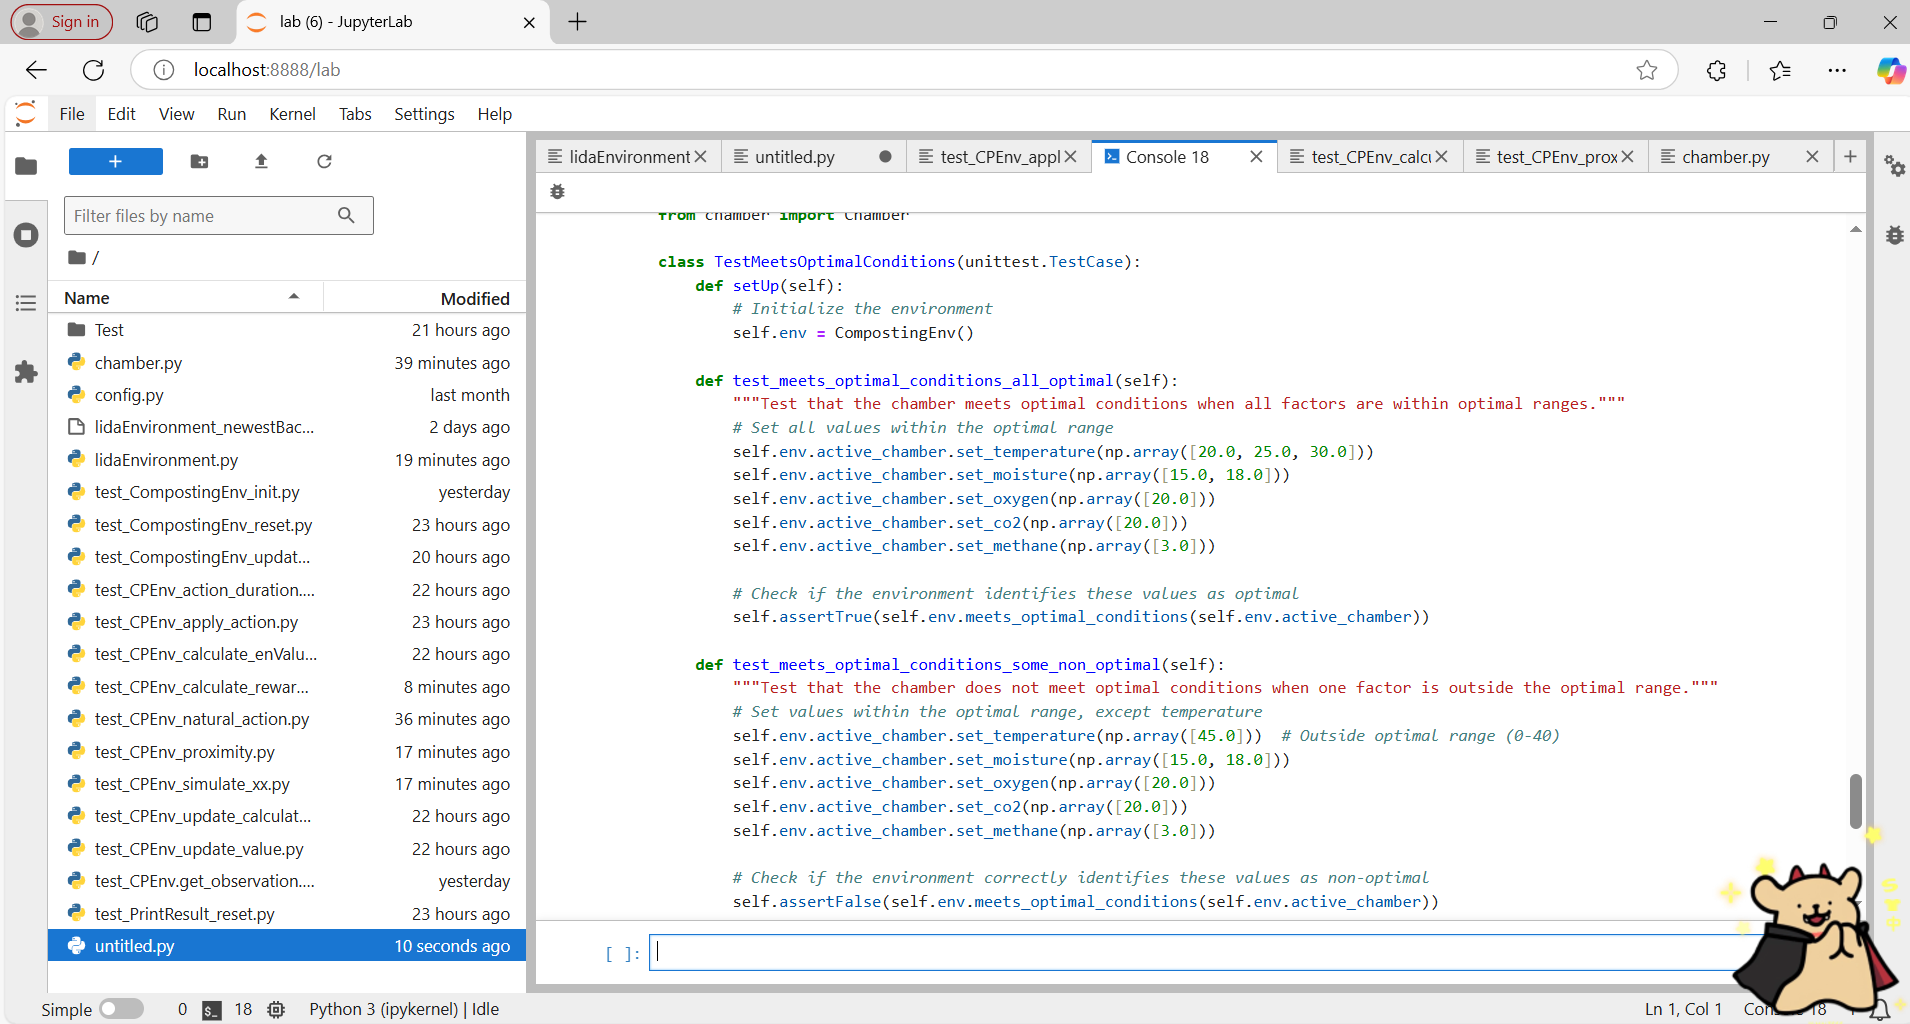 Sign in
lab (6) - JupyterLab
localhost:8888/lab
File Edit View Run Kernel Tabs Settings Help
Filter files by name
/
Name Modified
Test 21 hours ago
chamber.py 39 minutes ago
config.py last month
lidaEnvironment_newestBac... 2 days ago
lidaEnvironment.py 19 minutes ago
test_CompostingEnv_init.py yesterday
test_CompostingEnv_reset.py 23 hours ago
test_CompostingEnv_updat... 20 hours ago
test_CPEnv_action_duration.... 22 hours ago
test_CPEnv_apply_action.py 23 hours ago
test_CPEnv_calculate_enValu... 22 hours ago
test_CPEnv_calculate_rewar... 8 minutes ago
test_CPEnv_natural_action.py 36 minutes ago
test_CPEnv_proximity.py 17 minutes ago
test_CPEnv_simulate_xx.py 17 minutes ago
test_CPEnv_update_calculat... 22 hours ago
test_CPEnv_update_value.py 22 hours ago
test_CPEnv.get_observation.... yesterday
test_PrintResult_reset.py 23 hours ago
untitled.py 10 seconds ago
lidaEnvironment untitled.py test_CPEnv_appl Console 18 test_CPEnv_calcu test_CPEnv_prox chamber.py
from chamber import Chamber
class TestMeetsOptimalConditions(unittest.TestCase):
def setUp(self):
# Initialize the environment
self.env = CompostingEnv()
def test_meets_optimal_conditions_all_optimal(self):
"""Test that the chamber meets optimal conditions when all factors are within optimal ranges."""
# Set all values within the optimal range
self.env.active_chamber.set_temperature(np.array([20.0, 25.0, 30.0]))
self.env.active_chamber.set_moisture(np.array([15.0, 18.0]))
self.env.active_chamber.set_oxygen(np.array([20.0]))
self.env.active_chamber.set_co2(np.array([20.0]))
self.env.active_chamber.set_methane(np.array([3.0]))
# Check if the environment identifies these values as optimal
self.assertTrue(self.env.meets_optimal_conditions(self.env.active_chamber))
def test_meets_optimal_conditions_some_non_optimal(self):
"""Test that the chamber does not meet optimal conditions when one factor is outside the optimal range."""
# Set values within the optimal range, except temperature
self.env.active_chamber.set_temperature(np.array([45.0])) # Outside optimal range (0-40)
self.env.active_chamber.set_moisture(np.array([15.0, 18.0]))
self.env.active_chamber.set_oxygen(np.array([20.0]))
self.env.active_chamber.set_co2(np.array([20.0]))
self.env.active_chamber.set_methane(np.array([3.0]))
# Check if the environment correctly identifies these values as non-optimal
self.assertFalse(self.env.meets_optimal_conditions(self.env.active_chamber))
[ ]:
Simple 0 18 Python 3 (ipykernel) | Idle Ln 1, Col 1 18